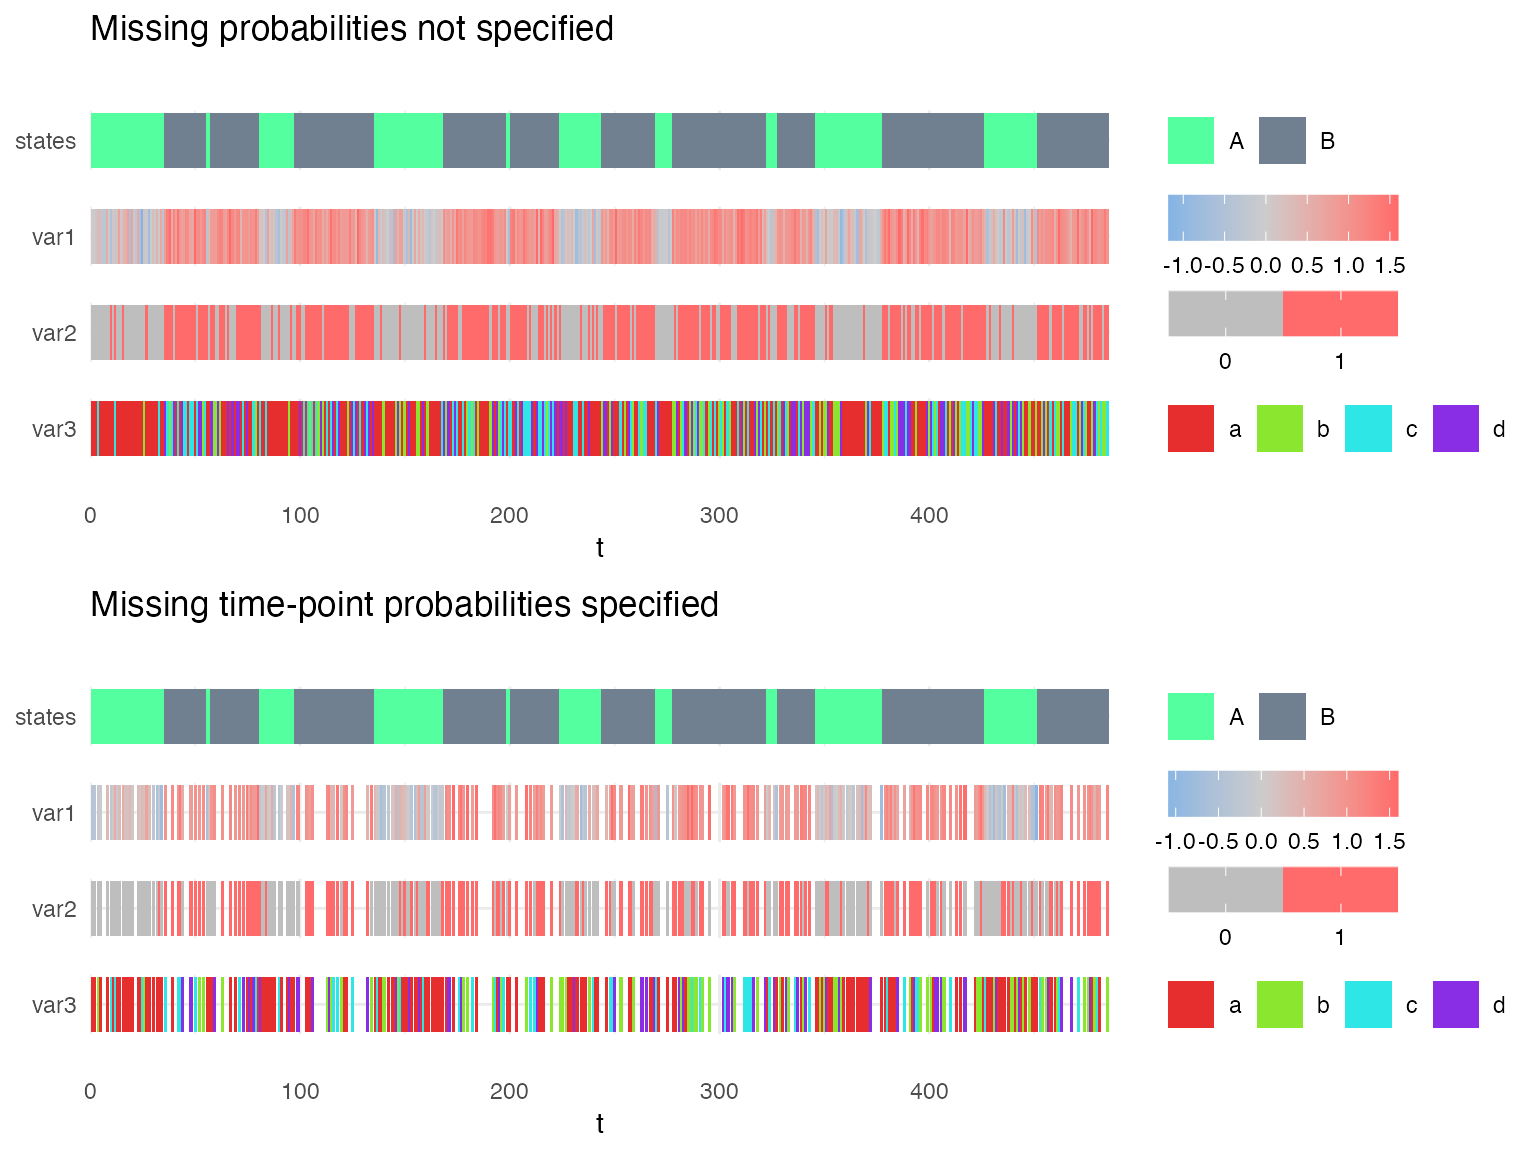 Missing probabilities not specified
states
A B
var1
-1.0 -0.5 0.0 0.5 1.0 1.5
var2
0 1
var3
a b c d
0 100 200 300 400
t
Missing time-point probabilities specified
states
A B
var1
-1.0 -0.5 0.0 0.5 1.0 1.5
var2
0 1
var3
a b c d
0 100 200 300 400
t